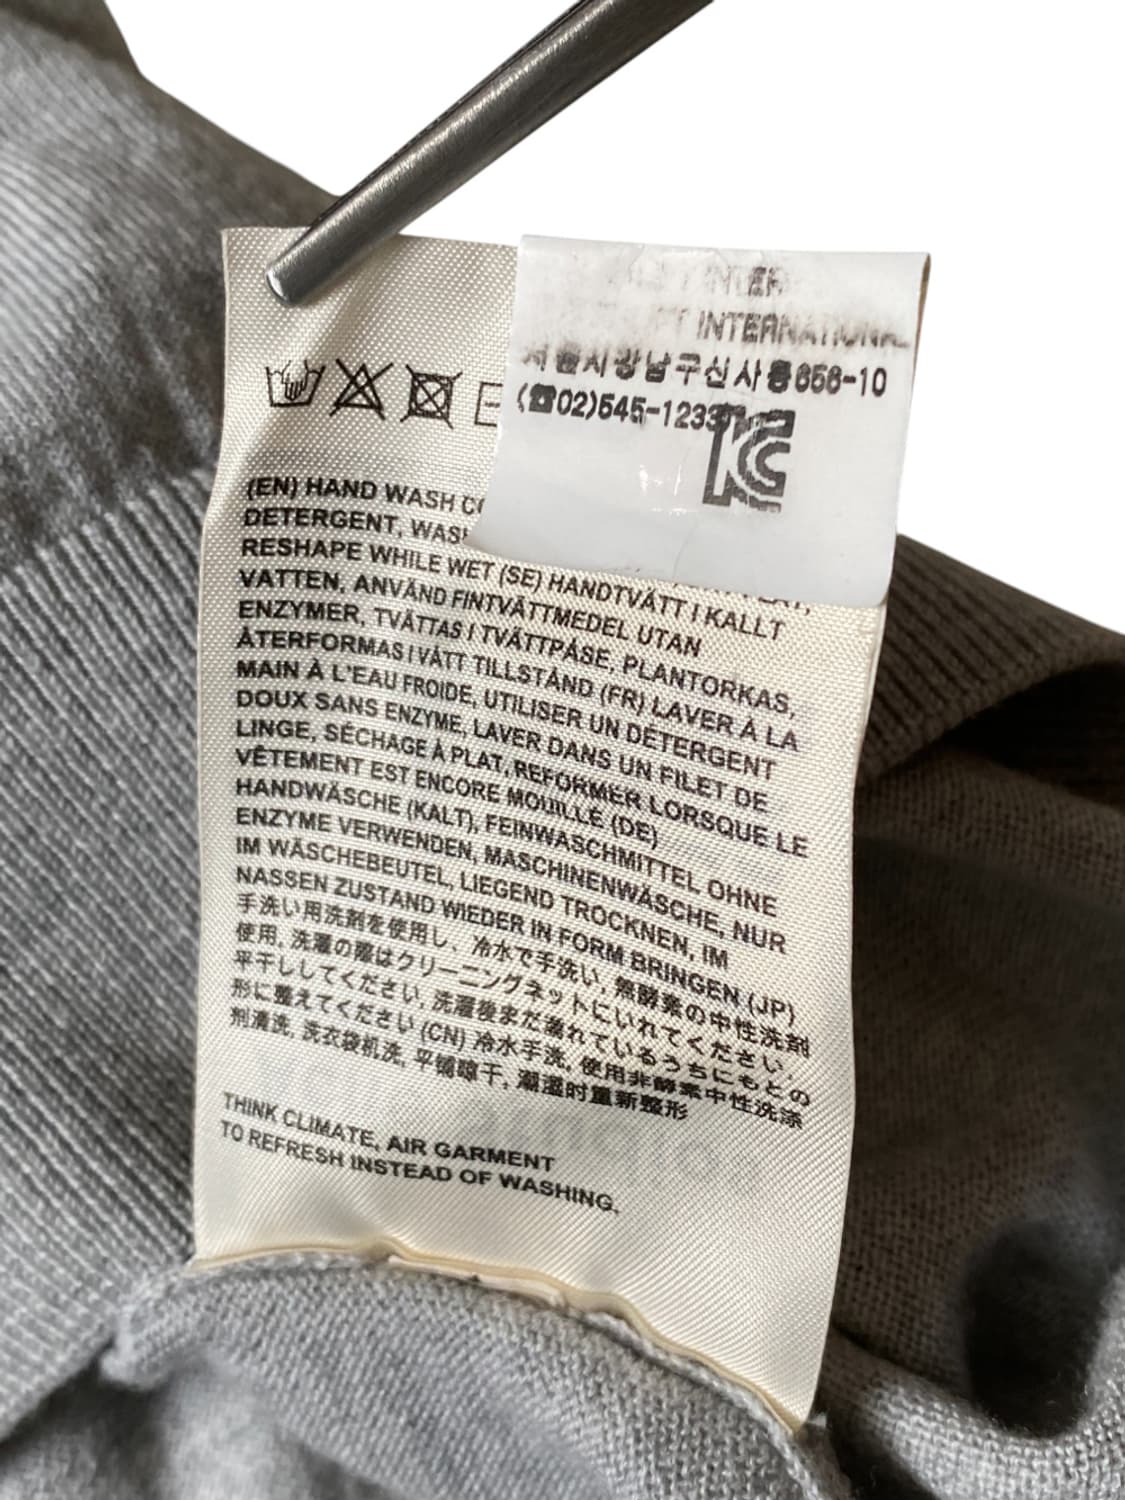 INTER
INTERNATIONAL
서울시강남구신사동656-10
(☎02)545-1233
KC
(EN) HAND WASH
DETERGENT,
RESHAPE WHILE WET (SE) HANDTVÄTT I KALLT
VATTEN, ANVÄND FINTVÄTTMEDEL UTAN
ENZYMER, TVÄTTAS I TVÄTTPÅSE, PLANTORKAS,
ÅTERFORMAS I VÅTT TILLSTÅND (FR) LAVER À LA
MAIN À L'EAU FROIDE, UTILISER UN DÉTERGENT
DOUX SANS ENZYME, LAVER DANS UN FILET DE
LINGE, SÉCHAGE À PLAT, REFORMER LORSQUE LE
VÊTEMENT EST ENCORE MOUILLÉ (DE)
HANDWÄSCHE (KALT), FEINWASCHMITTEL OHNE
ENZYME VERWENDEN, MASCHINENWÄSCHE, NUR
IM WÄSCHEBEUTEL, LIEGEND TROCKNEN, IM
NASSEN ZUSTAND WIEDER IN FORM BRINGEN (JP)
手洗い用洗剤を使用し、冷水で手洗い, 無酵素の中性洗剤
使用, 洗濯の際はクリーニングネットにいれてください,
平干ししてください, 洗濯後まだ濡れているうちにもとの
形に整えてください (CN) 冷水手洗, 使用非酵素中性洗涤
剂清洗, 洗衣袋机洗, 平铺晾干, 潮湿时重新整形
THINK CLIMATE, AIR GARMENT
TO REFRESH INSTEAD OF WASHING.